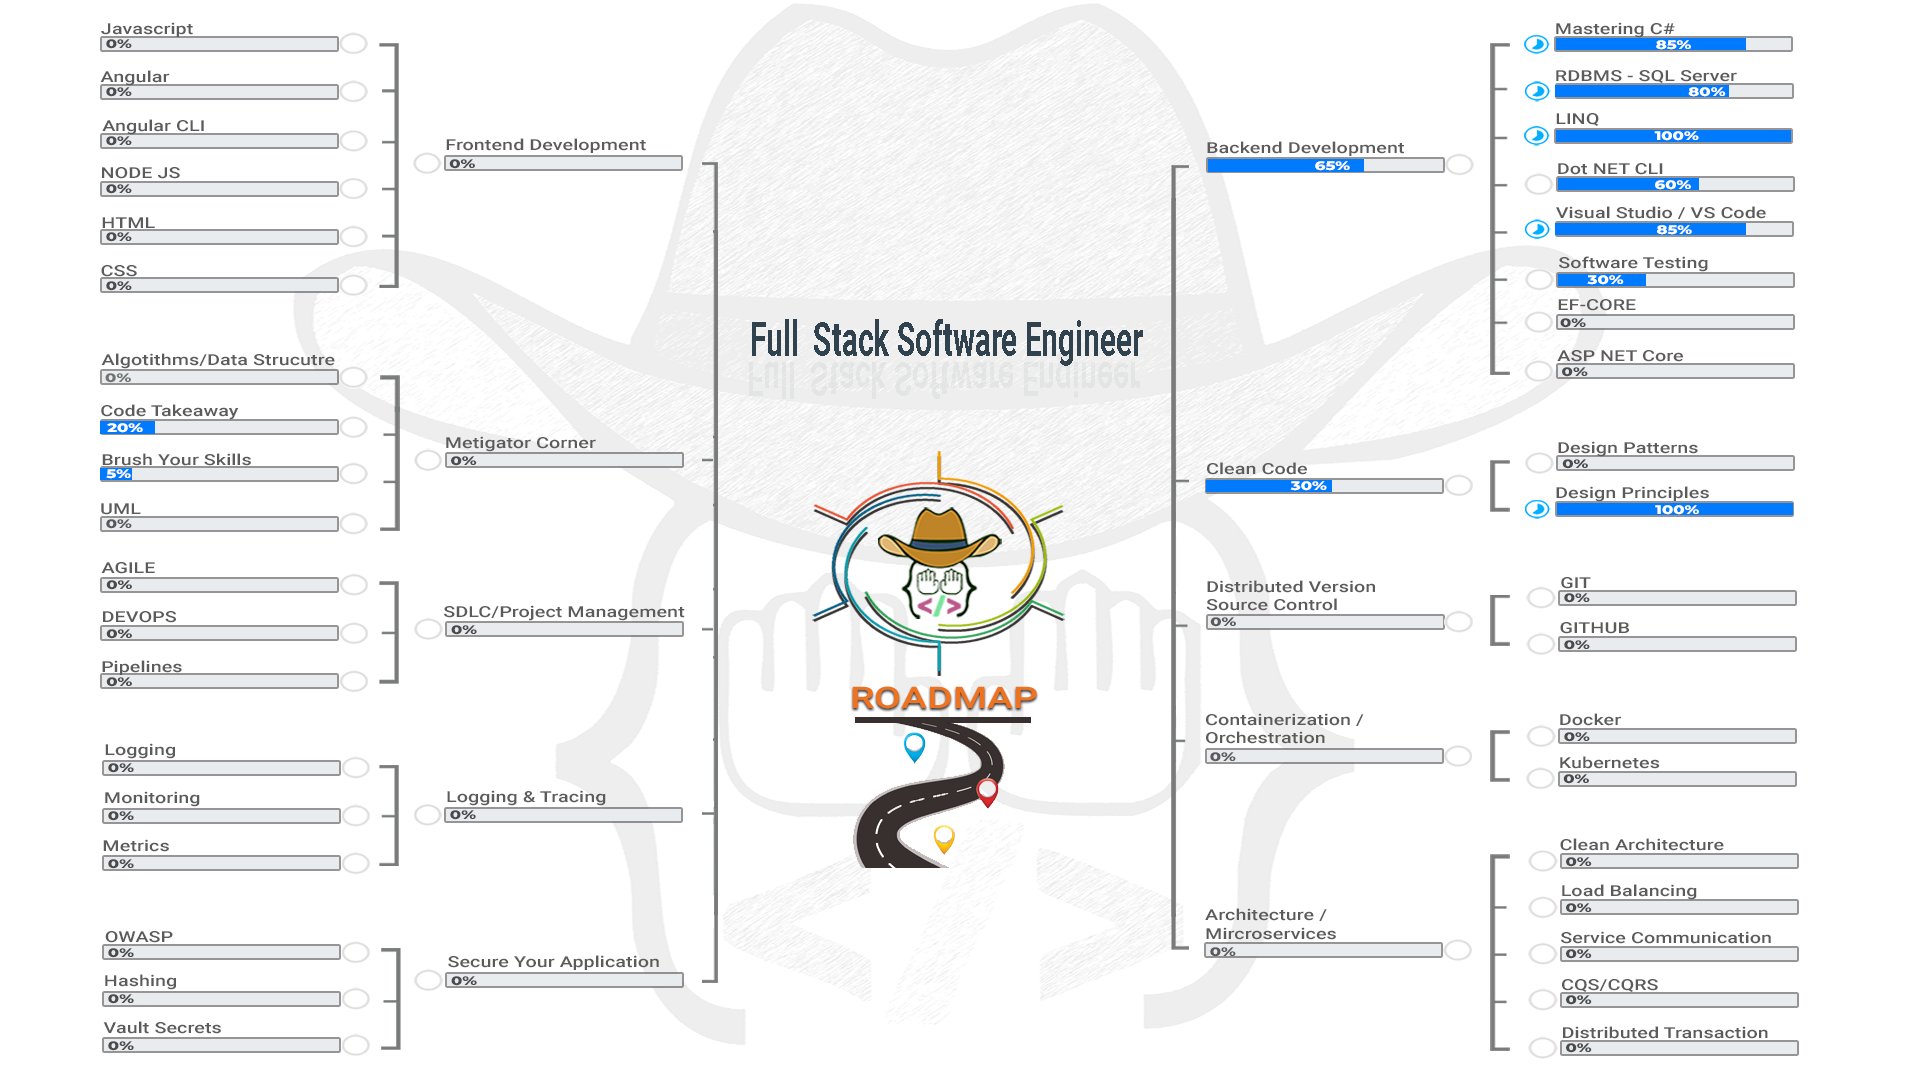 Javascript
0%
Angular
0%
Angular CLI
0%
NODE JS
0%
HTML
0%
CSS
0%
Frontend Development
0%
Algotithms/Data Strucutre
0%
Code Takeaway
20%
Brush Your Skills
5%
UML
0%
Metigator Corner
0%
AGILE
0%
DEVOPS
0%
Pipelines
0%
SDLC/Project Management
0%
Logging
0%
Monitoring
0%
Metrics
0%
Logging & Tracing
0%
OWASP
0%
Hashing
0%
Vault Secrets
0%
Secure Your Application
0%
Full Stack Software Engineer
Full Stack Software Engineer
</>
ROADMAP
Backend Development
65%
Mastering C#
85%
RDBMS - SQL Server
80%
LINQ
100%
Dot NET CLI
60%
Visual Studio / VS Code
85%
Software Testing
30%
EF-CORE
0%
ASP NET Core
0%
Clean Code
30%
Design Patterns
0%
Design Principles
100%
Distributed Version
Source Control
0%
GIT
0%
GITHUB
0%
Containerization /
Orchestration
0%
Docker
0%
Kubernetes
0%
Architecture /
Mircroservices
0%
Clean Architecture
0%
Load Balancing
0%
Service Communication
0%
CQS/CQRS
0%
Distributed Transaction
0%